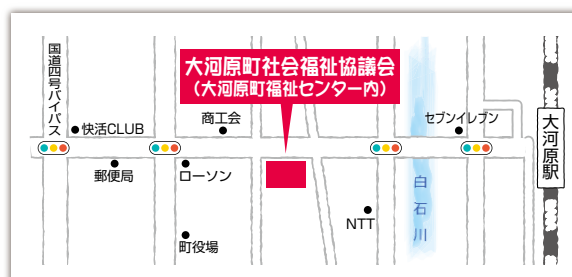 国道四号バイパス
大河原町社会福祉協議会
(大河原町福祉センター内)
快活CLUB
商工会
セブンイレブン
大河原駅
郵便局
ローソン
白石川
NTT
町役場